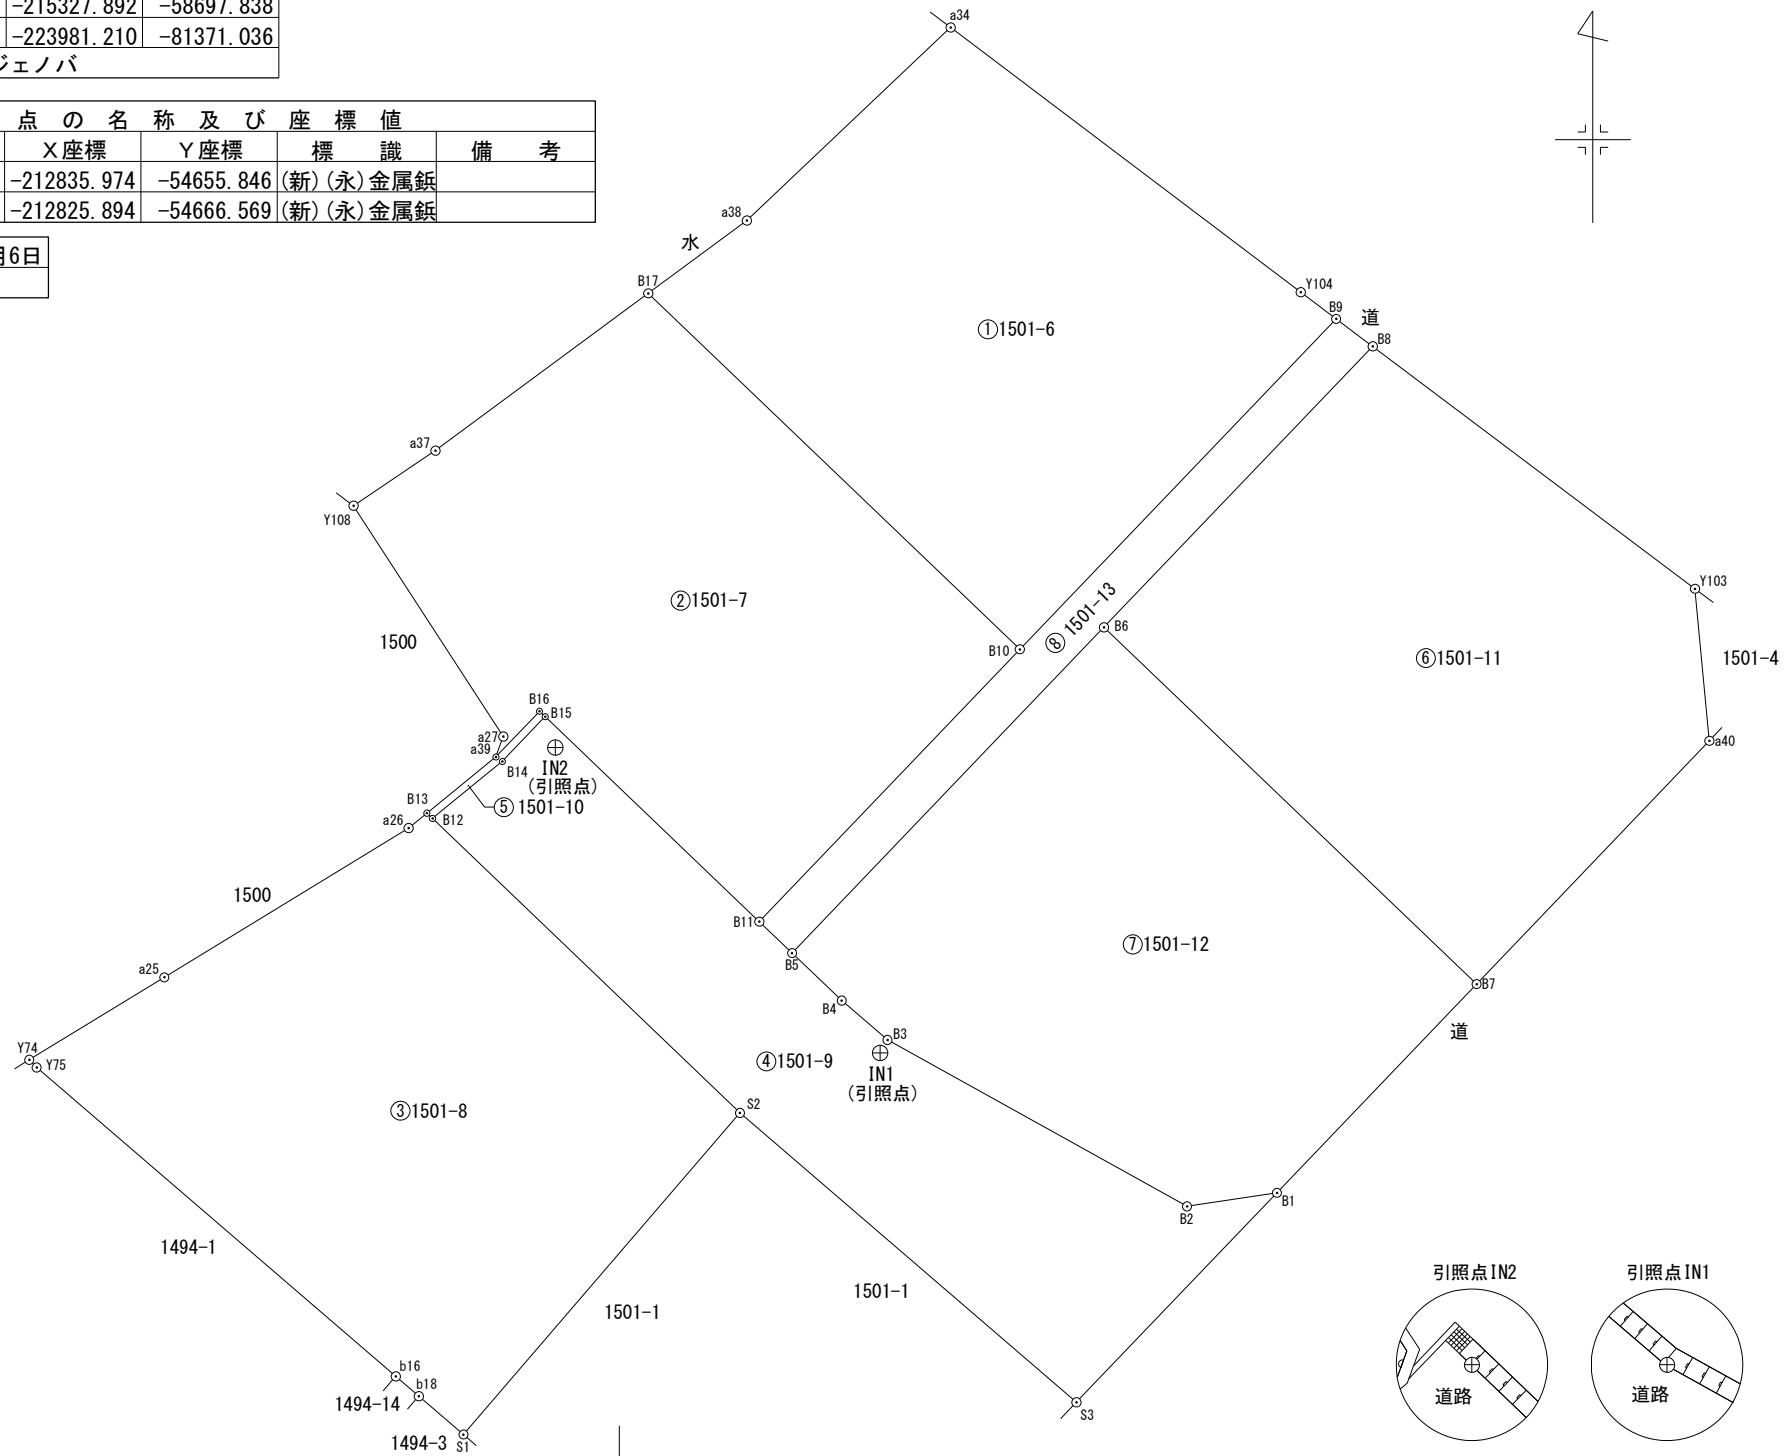 -215327.892 -58697.838
-223981.210 -81371.036
ジェノバ
点の名称及び座標値
X座標 Y座標 標識 備考
-212835.974 -54655.846 (新)(永)金属鋲
-212825.894 -54666.569 (新)(永)金属鋲
月6日
a34
a38
水
B17
Y104
B9
道
B8
①1501-6
a37
Y108
Y103
②1501-7
⑧1501-13
B6
B10
⑥1501-11
1501-4
1500
B16
B15
a27
a39
a40
IN2
(引照点)
B14
⑤1501-10
B13
B12
a26
1500
B11
B5
⑦1501-12
a25
B7
B4
B3
道
Y74
Y75
④1501-9
IN1
(引照点)
③1501-8
S2
B1
B2
1494-1
1501-1
1501-1
引照点IN2
引照点IN1
b16
b18
1494-14
道路
道路
S3
1494-3
S1